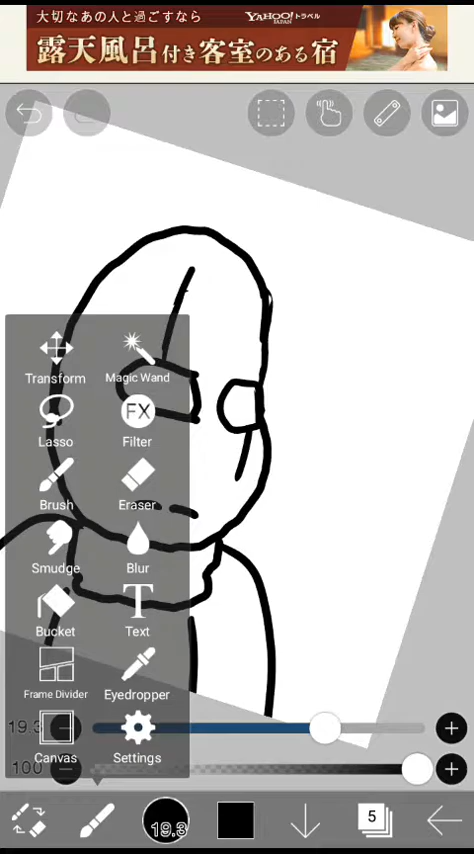 大切なあの人と過ごすなら
YAHOO!トラベル
JAPAN
露天風呂付き客室のある宿
Transform
Magic Wand
FX
Lasso
Filter
Brush
Eraser
Smudge
Blur
T
Bucket
Text
Frame Divider
Eyedropper
19.3
Canvas
Settings
100
19.3
5